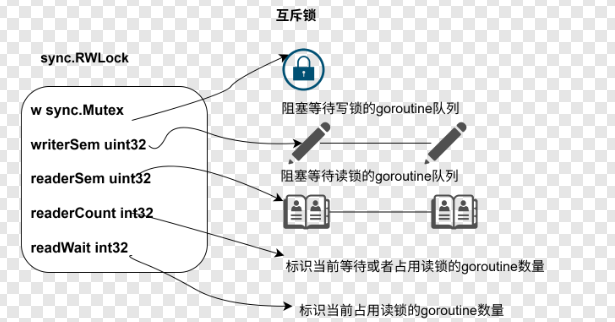 互斥锁
sync.RWLock
w sync.Mutex
阻塞等待写锁的goroutine队列
writerSem uint32
阻塞等待读锁的goroutine队列
readerSem uint32
readerCount int32
readWait int32
标识当前等待或者占用读锁的goroutine数量
标识当前占用读锁的goroutine数量